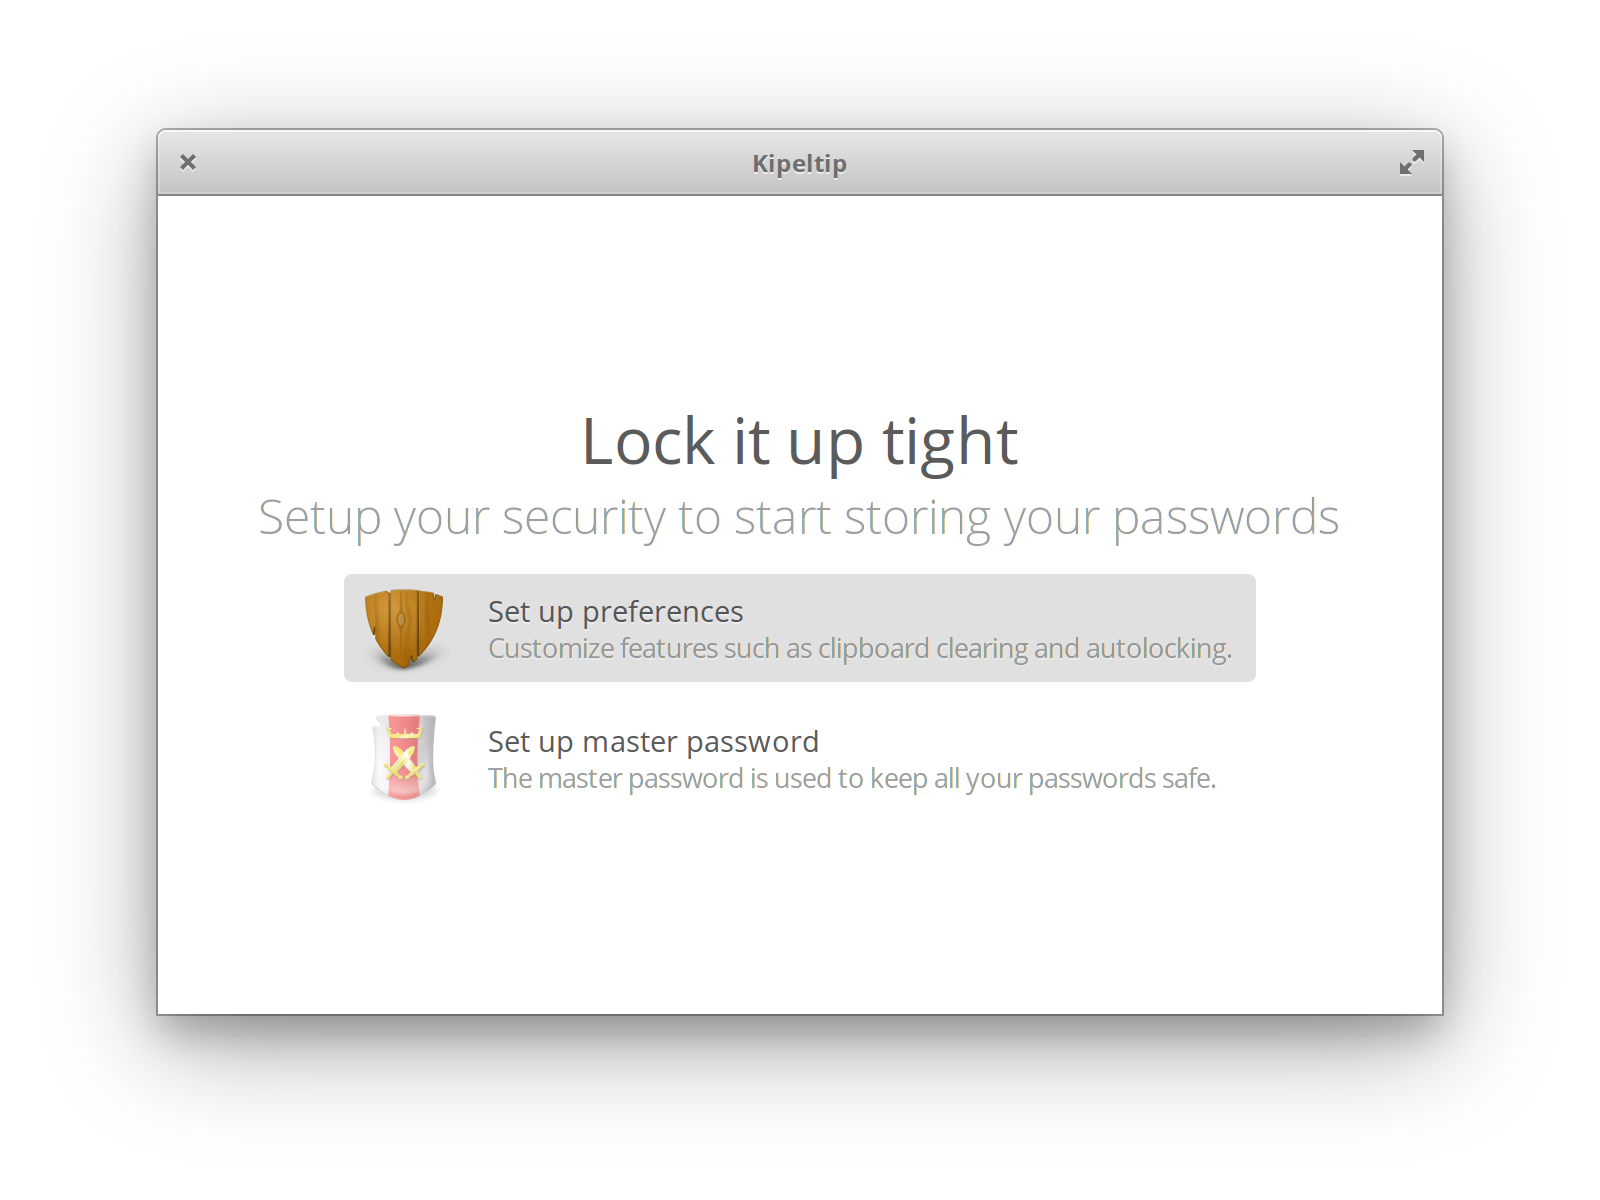 Kipeltip
Lock it up tight
Setup your security to start storing your passwords
Set up preferences
Customize features such as clipboard clearing and autolocking.
Set up master password
The master password is used to keep all your passwords safe.